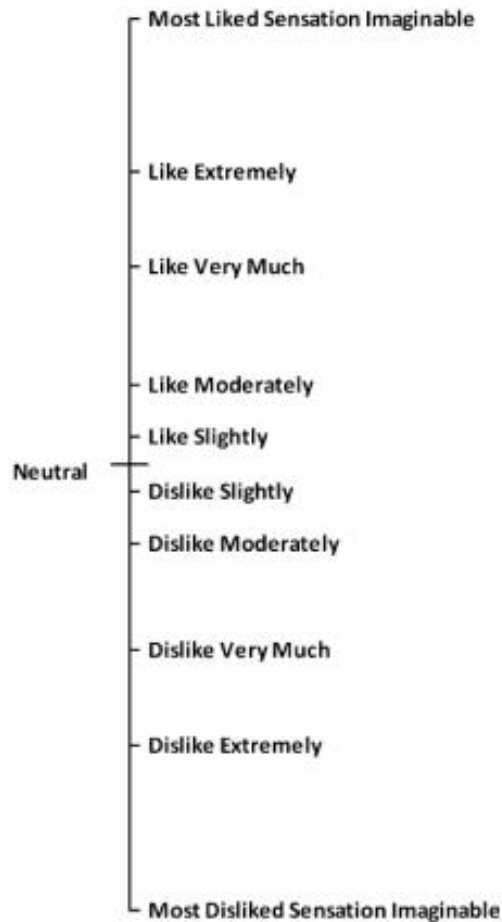 Most Liked Sensation Imaginable
Like Extremely
Like Very Much
Like Moderately
Like Slightly
Neutral
Dislike Slightly
Dislike Moderately
Dislike Very Much
Dislike Extremely
Most Disliked Sensation Imaginable